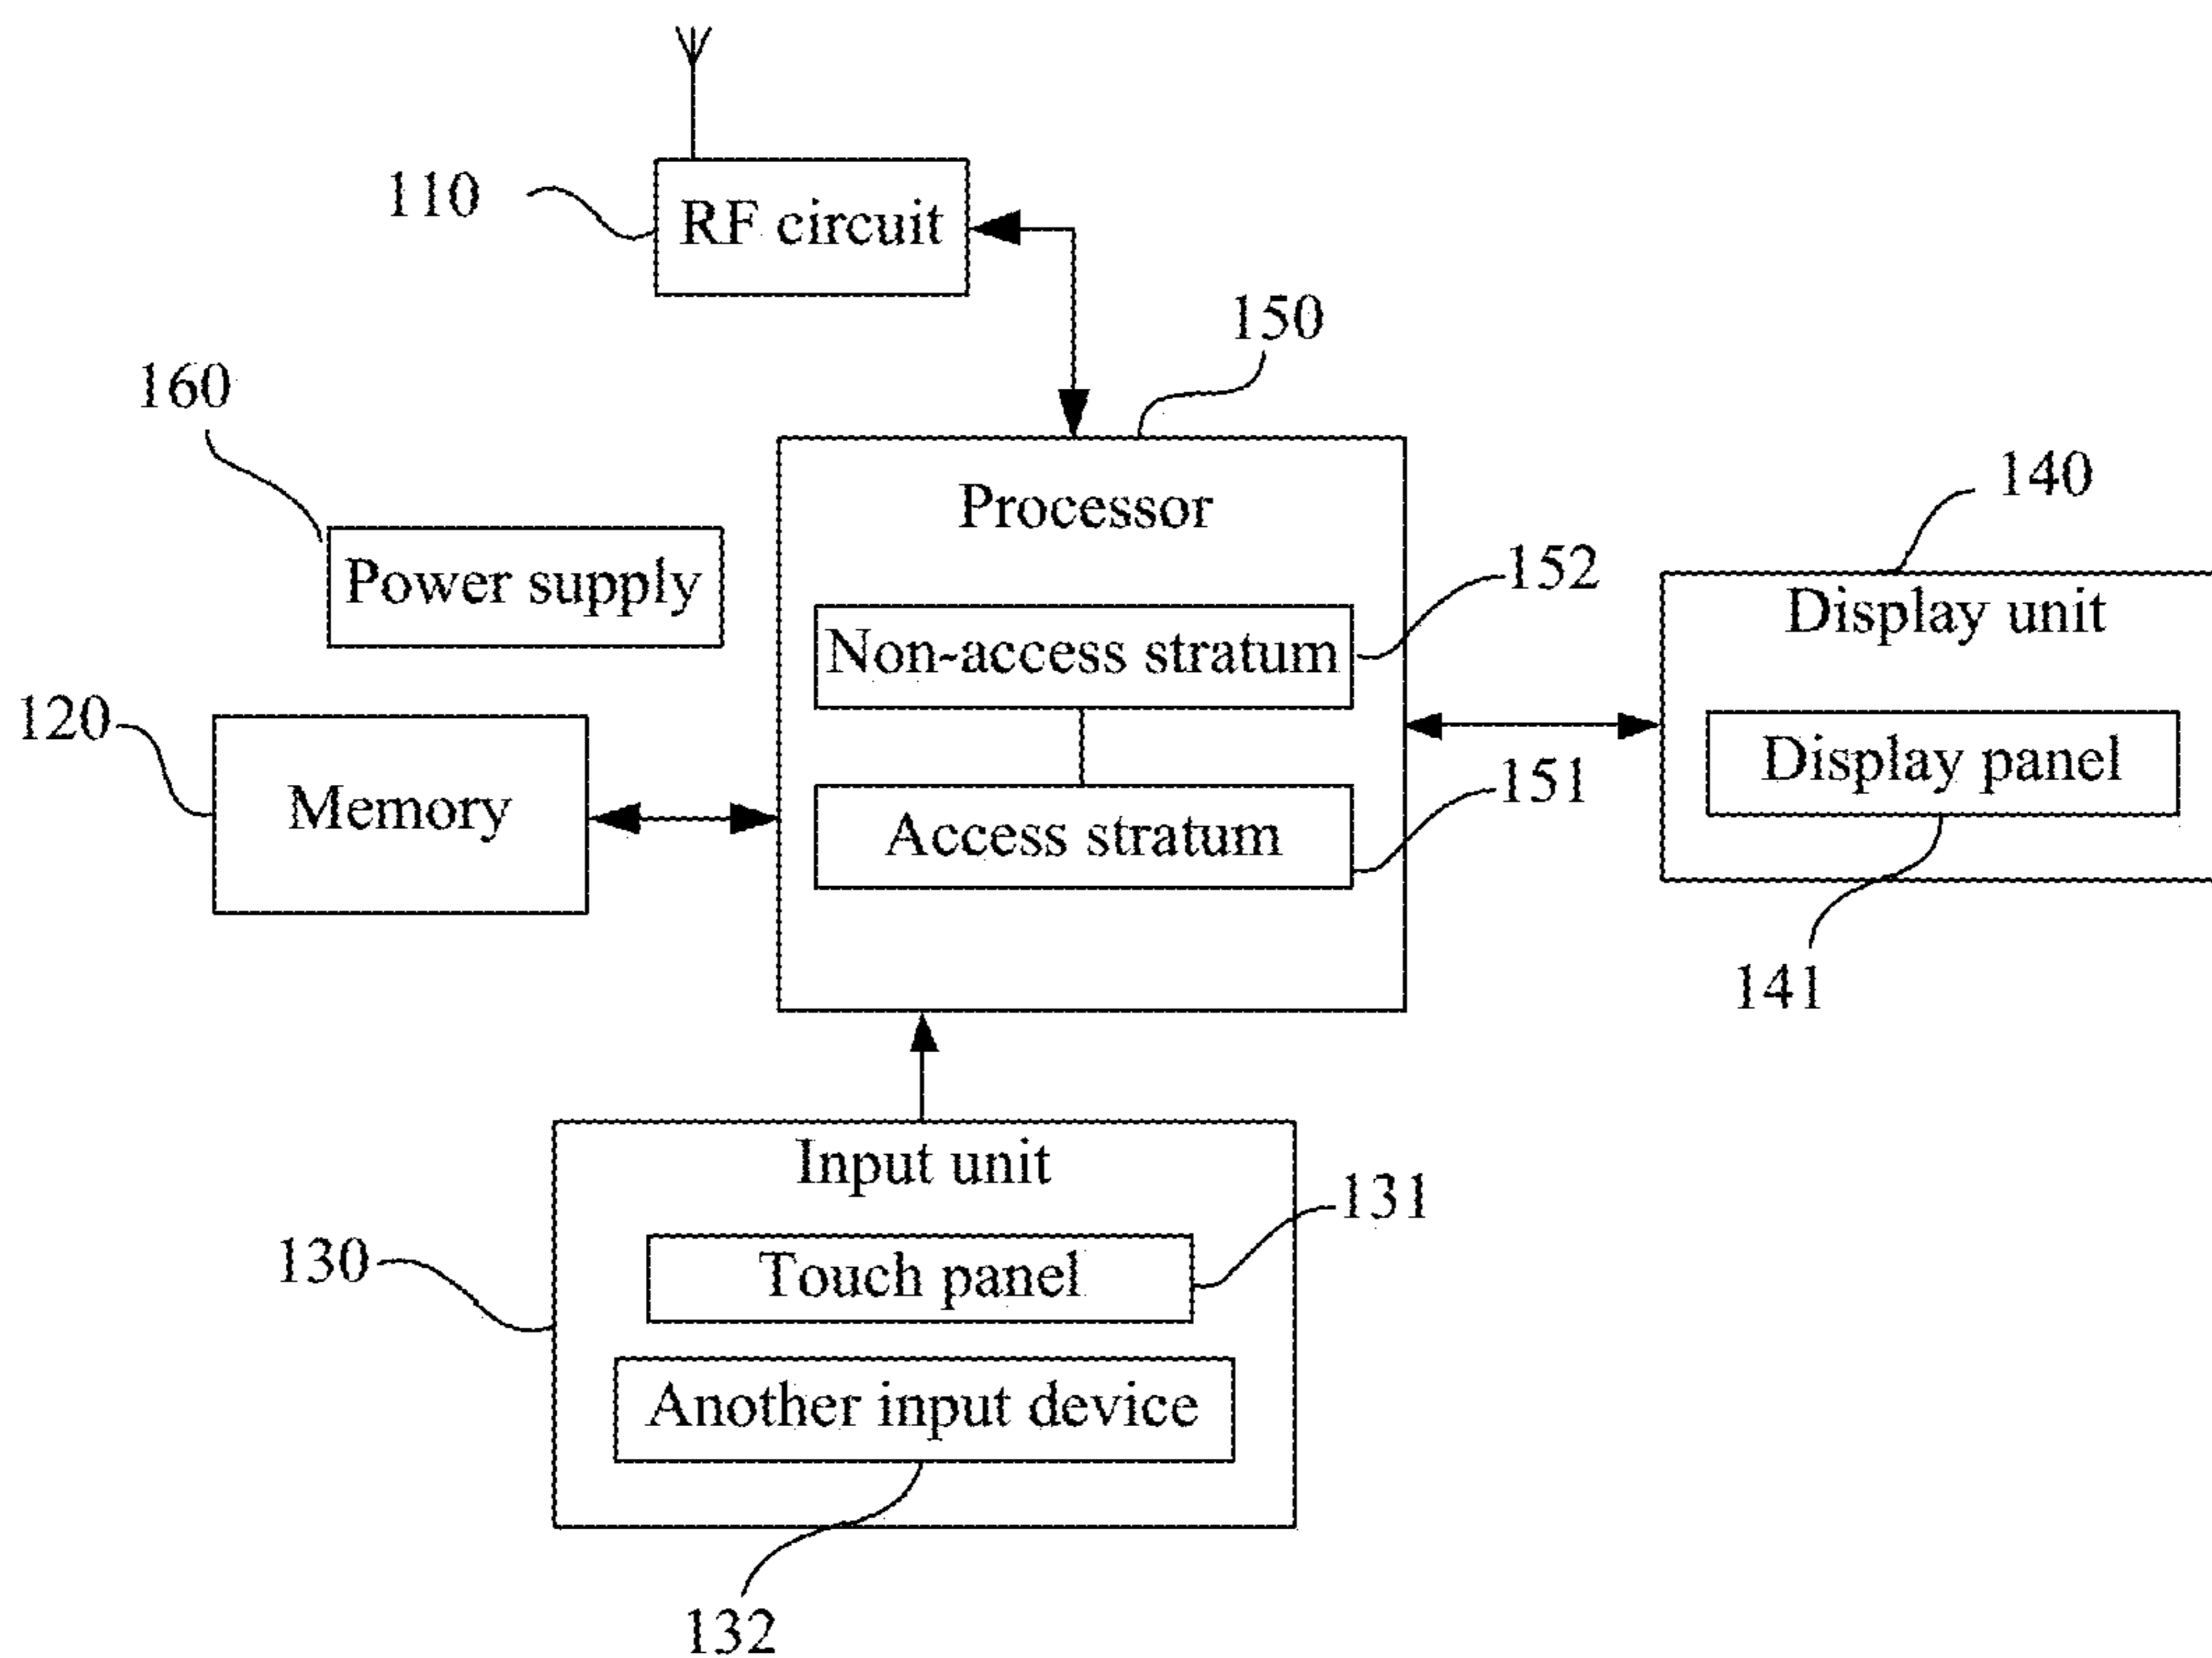 110
RF circuit
150
160
Processor
140
Power supply
152
Display unit
Non-access stratum
120
Memory
Display panel
151
Access stratum
141
Input unit
131
130
Touch panel
Another input device
132